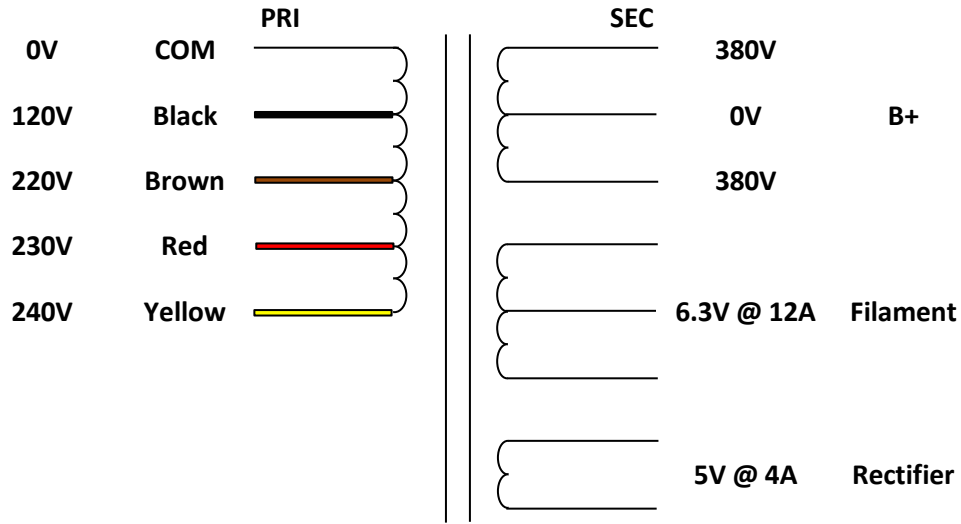 PRI SEC
0V COM 380V
120V Black 0V B+
220V Brown 380V
230V Red
240V Yellow 6.3V @ 12A Filament
5V @ 4A Rectifier